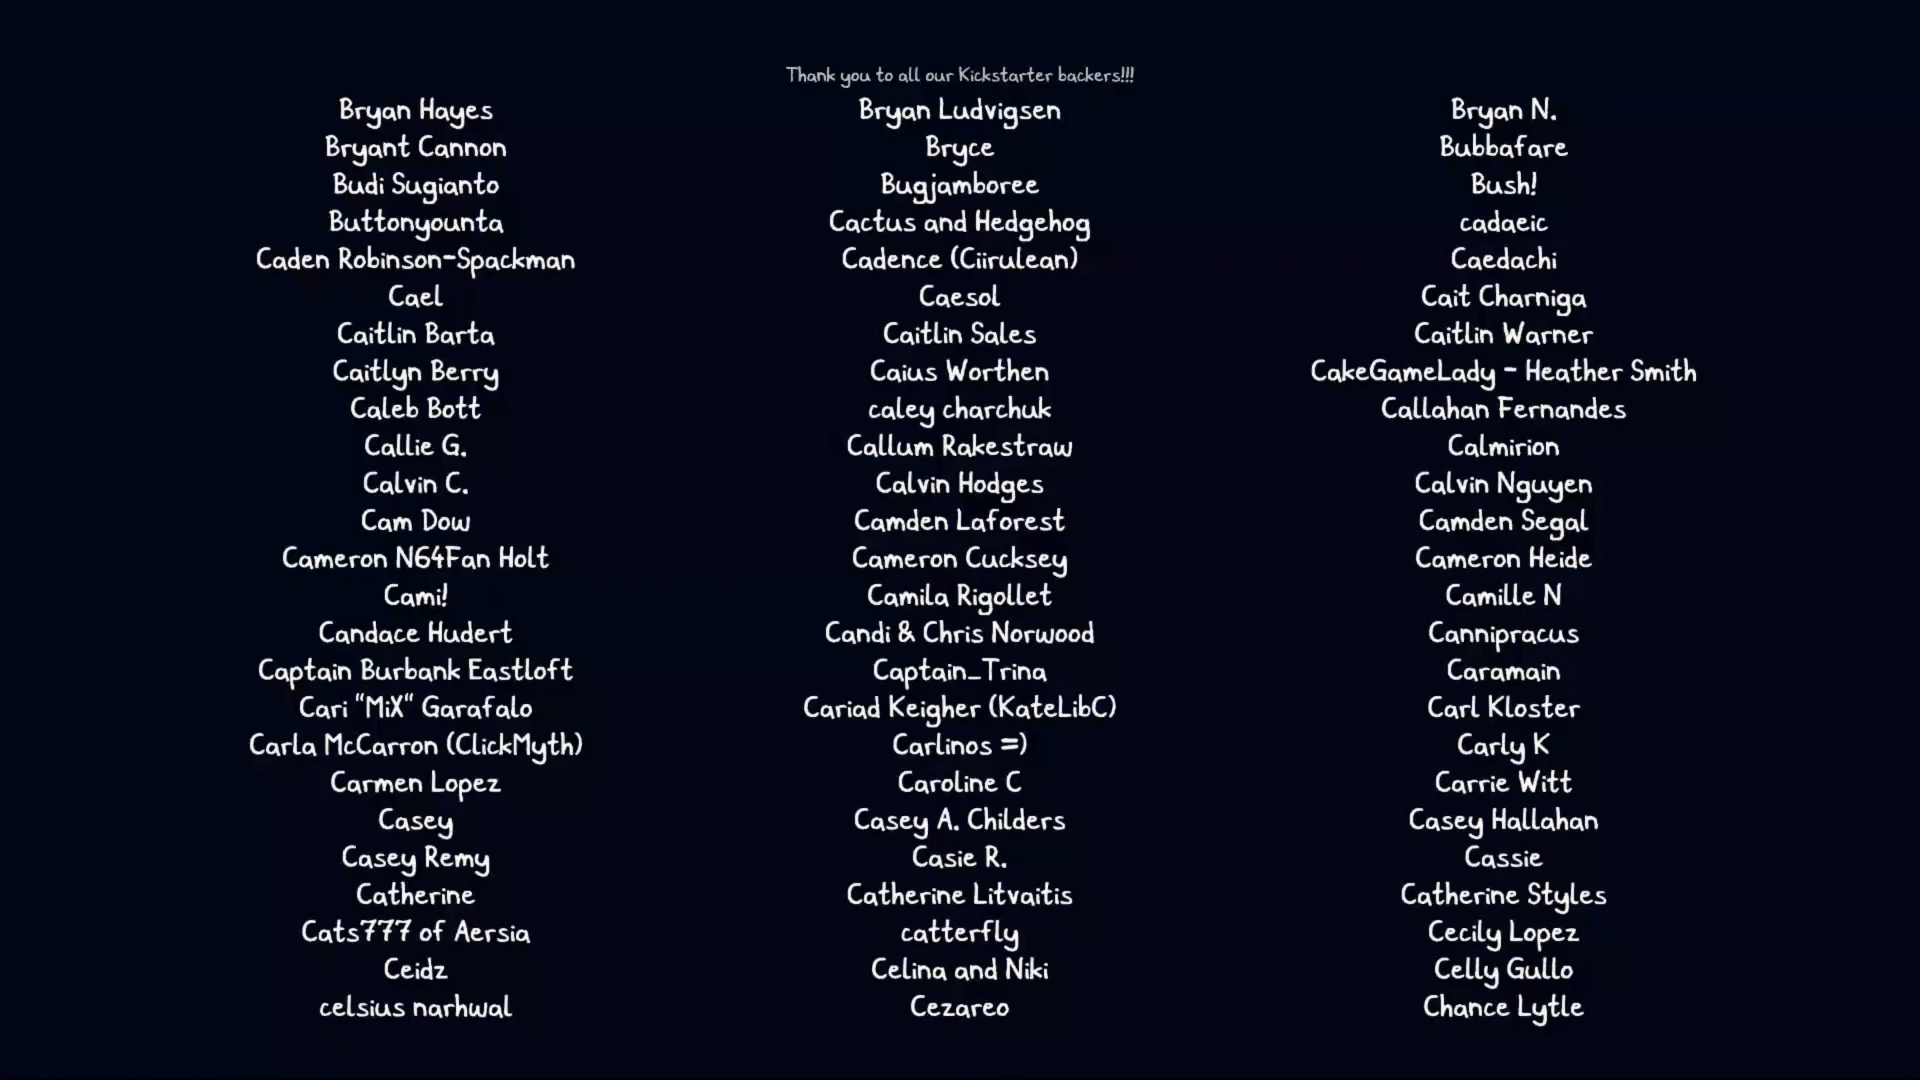 Thank you to all our Kickstarter backers!!!
Bryan Hayes Bryan Ludvigsen Bryan N.
Bryant Cannon Bryce Bubbafare
Budi Sugianto Bugjamboree Bush!
Buttonyounta Cactus and Hedgehog cadaeic
Caden Robinson-Spackman Cadence (Ciirulean) Caedachi
Cael Caesol Cait Charniga
Caitlin Barta Caitlin Sales Caitlin Warner
Caitlyn Berry Caius Worthen CakeGameLady - Heather Smith
Caleb Bott caley charchuk Callahan Fernandes
Callie G. Callum Rakestraw Calmirion
Calvin C. Calvin Hodges Calvin Nguyen
Cam Dow Camden Laforest Camden Segal
Cameron N64Fan Holt Cameron Cucksey Cameron Heide
Cami! Camila Rigollet Camille N
Candace Hudert Candi & Chris Norwood Cannipracus
Captain Burbank Eastloft Captain_Trina Caramain
Cari "MiX" Garafalo Cariad Keigher (KateLibC) Carl Kloster
Carla McCarron (ClickMyth) Carlinos =) Carly K
Carmen Lopez Caroline C Carrie Witt
Casey Casey A. Childers Casey Hallahan
Casey Remy Casie R. Cassie
Catherine Catherine Litvaitis Catherine Styles
Cats777 of Aersia catterfly Cecily Lopez
Ceidz Celina and Niki Celly Gullo
celsius narhwal Cezareo Chance Lytle